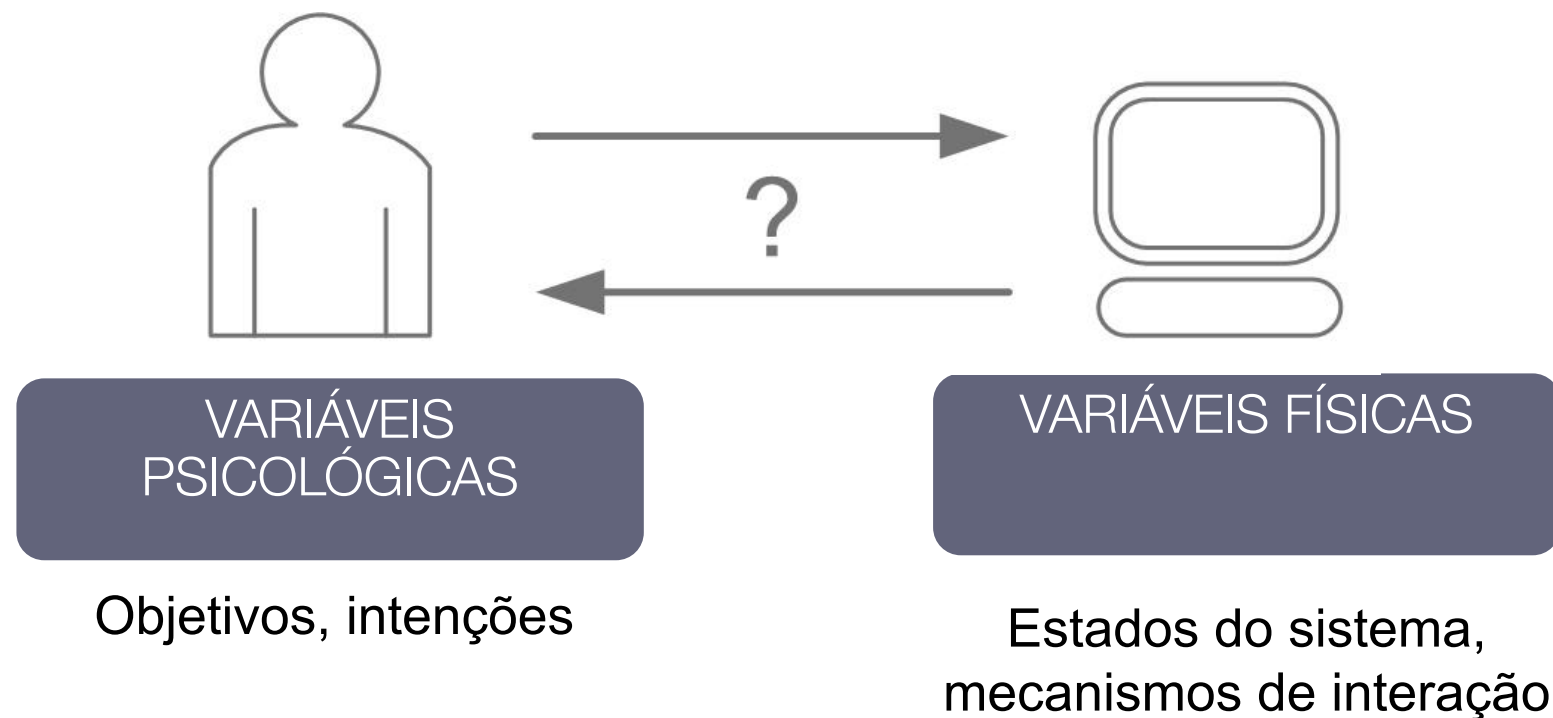 ?
VARIÁVEIS
PSICOLÓGICAS
VARIÁVEIS FÍSICAS
Objetivos, intenções
Estados do sistema,
mecanismos de interação